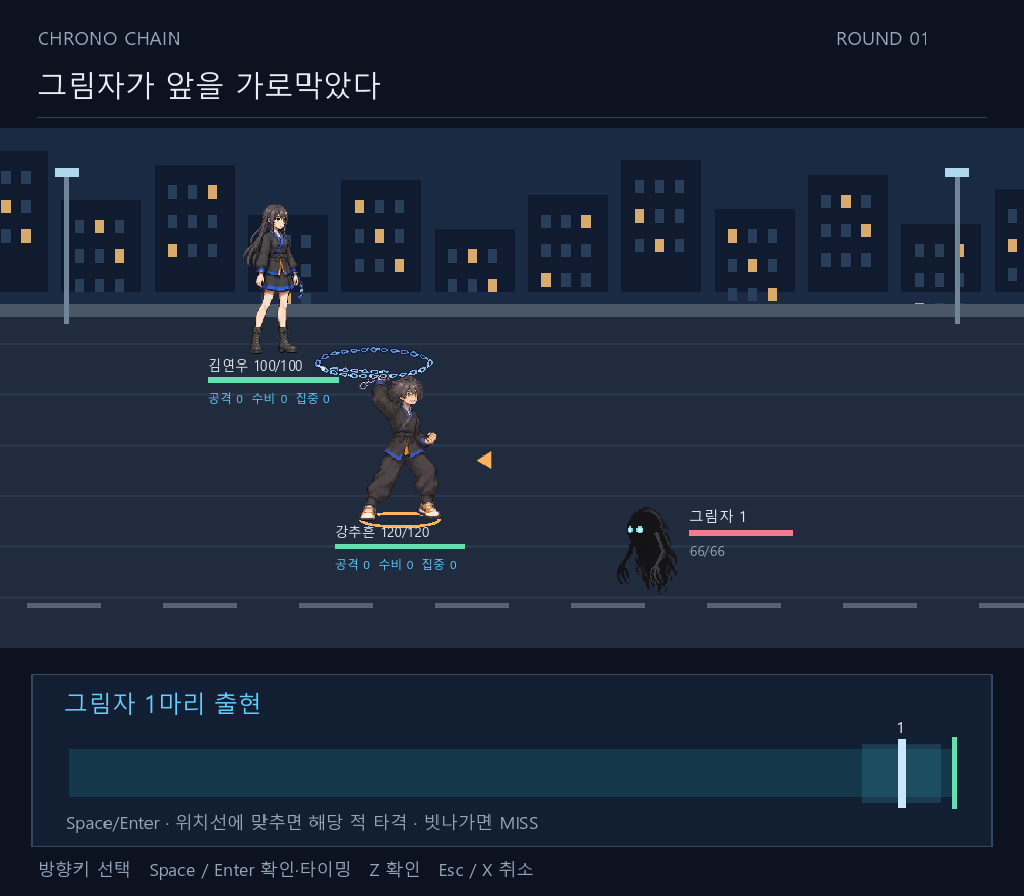 CHRONO CHAIN
ROUND 01
그림자가 앞을 가로막았다
김연우 100/100
공격 0 수비 0 집중 0
강추흔 120/120
공격 0 수비 0 집중 0
그림자 1
66/66
그림자 1마리 출현
1
Space/Enter · 위치선에 맞추면 해당 적 타격 · 빗나가면 MISS
방향키 선택 Space / Enter 확인·타이밍 Z 확인 Esc / X 취소